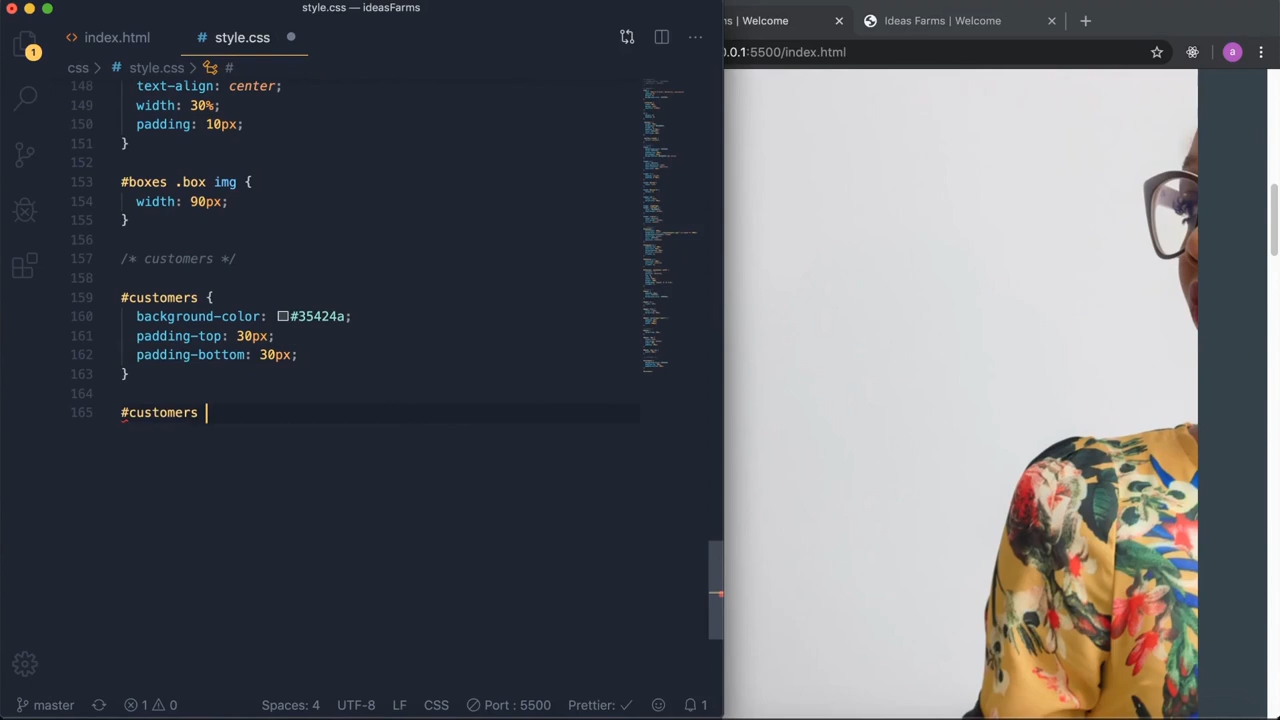 style.css — ideasFarms
index.html
style.css
1
css
style.css
#
148 text-align: center;
149 width: 30%;
150 padding: 10px;
151 }
152
153 #boxes .box img {
154 width: 90px;
155 }
156
157 /* customers */
158
159 #customers {
160 background-color: #35424a;
161 padding-top: 30px;
162 padding-bottom: 30px;
163 }
164
165 #customers
master
1
0
Spaces: 4
UTF-8
LF
CSS
Port : 5500
Prettier:
1
| Welcome
Ideas Farms | Welcome
.0.1:5500/index.html
a